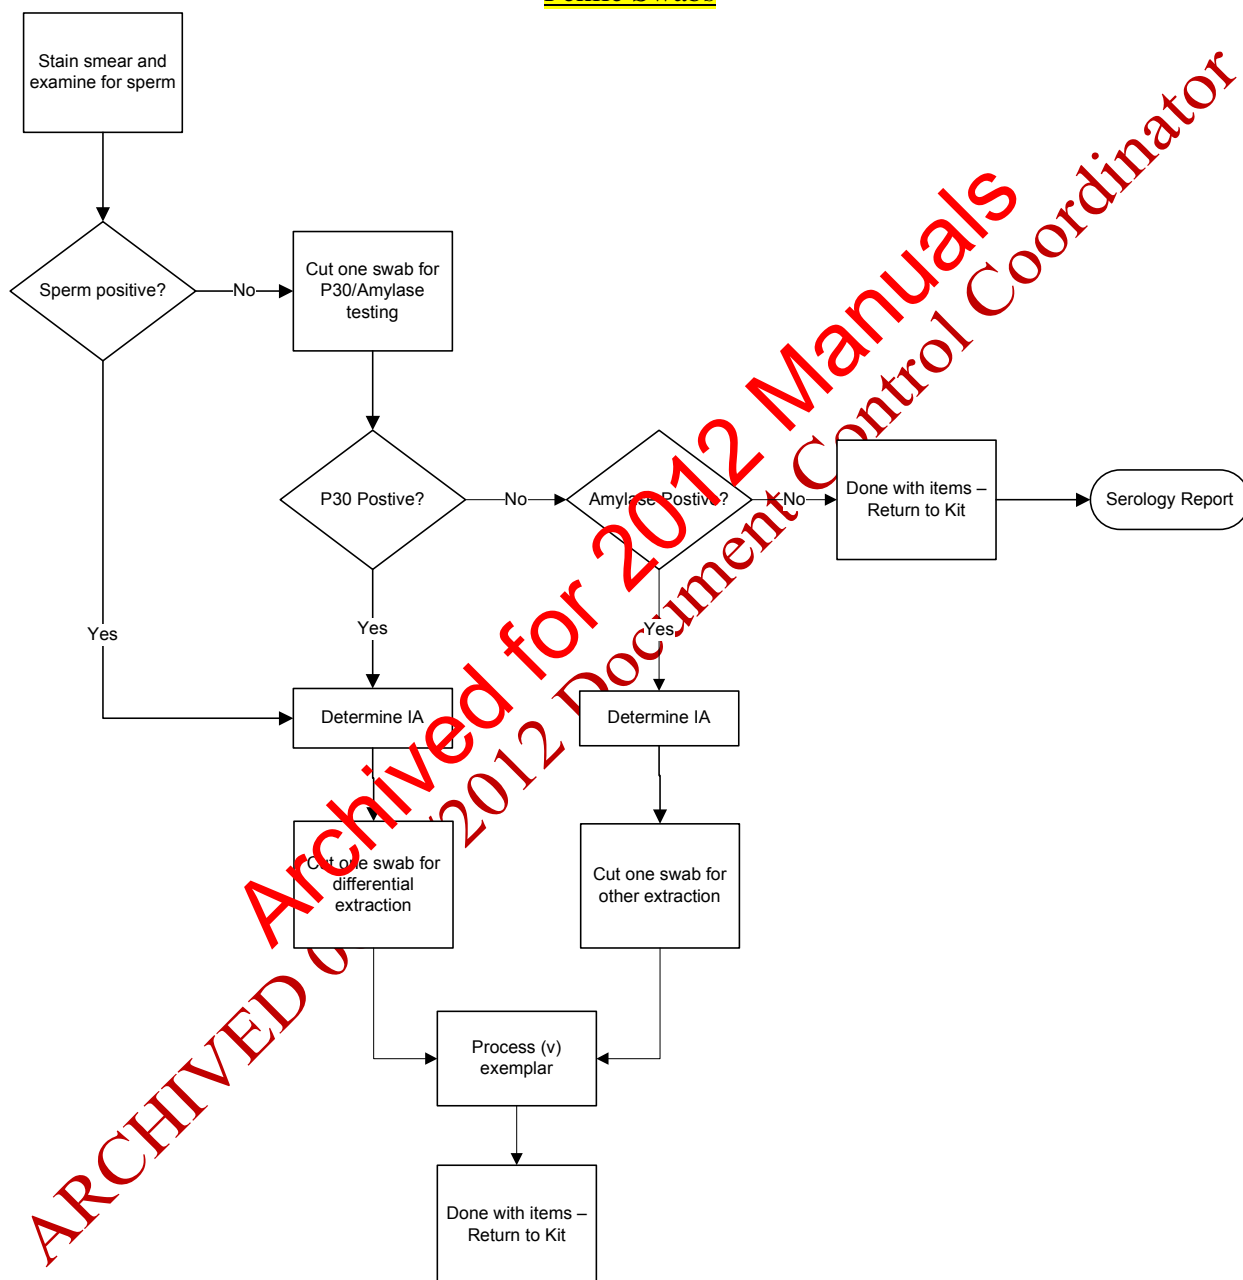 Penile Swabs
Stain smear and
examine for sperm
Sperm positive?
No
Cut one swab for
P30/Amylase
testing
P30 Postive?
No
Amylase Postive?
No
Done with items –
Return to Kit
Serology Report
Yes
Yes
Yes
Determine IA
Determine IA
Cut one swab for
differential
extraction
Cut one swab for
other extraction
Process (v)
exemplar
Done with items –
Return to Kit
Archived for 2012 Manuals
ARCHIVED 2012 Document Control Coordinator